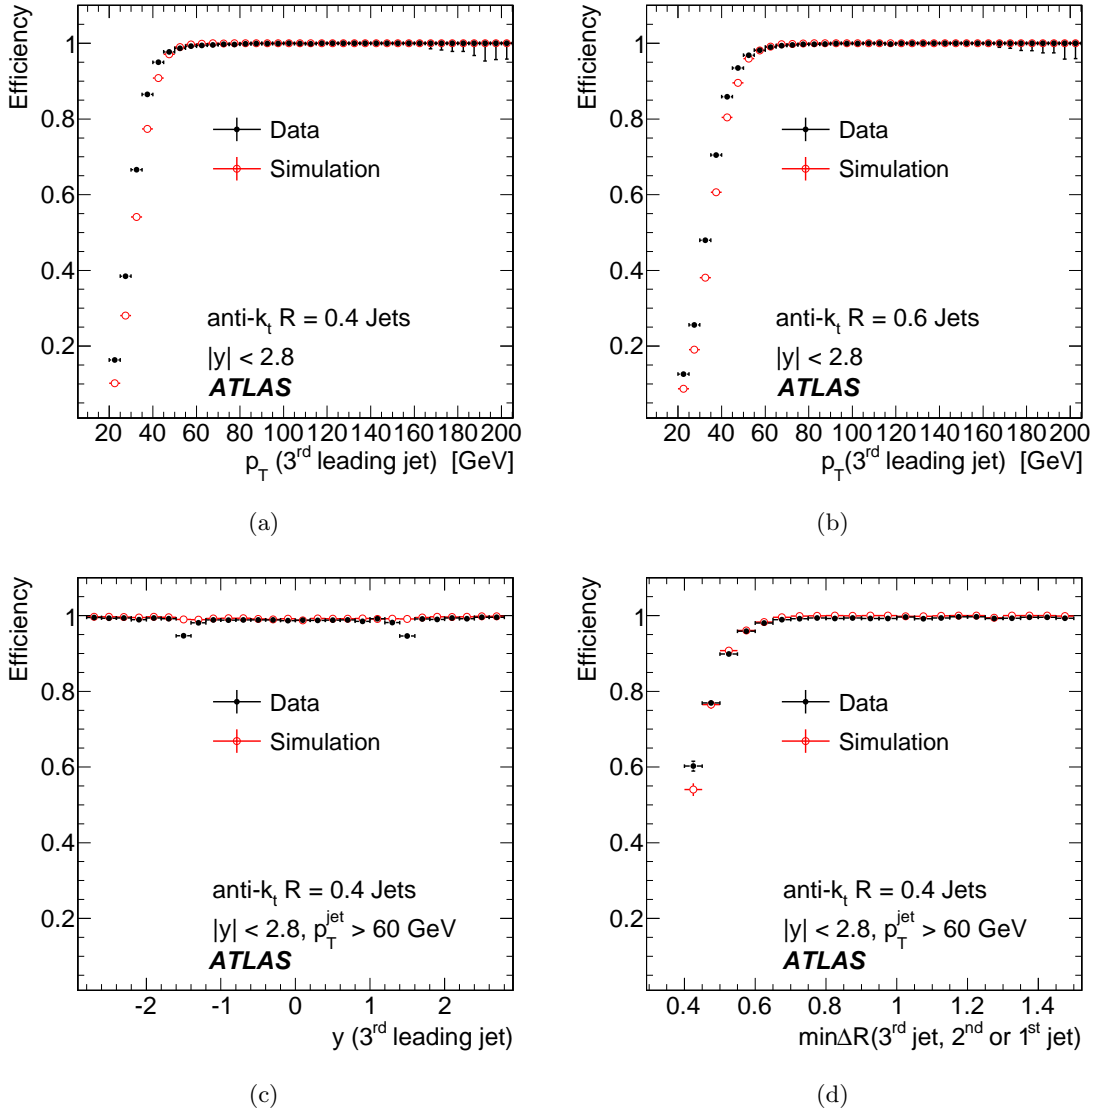 Efficiency
1
0.8
0.6
0.4
0.2
Data
Simulation
anti-k_t R = 0.4 Jets
|y| < 2.8
ATLAS
20 40 60 80 100 120 140 160 180 200
p_T (3^rd leading jet) [GeV]
(a)
Efficiency
1
0.8
0.6
0.4
0.2
Data
Simulation
anti-k_t R = 0.6 Jets
|y| < 2.8
ATLAS
20 40 60 80 100 120 140 160 180 200
p_T(3^rd leading jet) [GeV]
(b)
Efficiency
1
0.8
0.6
0.4
0.2
Data
Simulation
anti-k_t R = 0.4 Jets
|y| < 2.8, p_T^jet > 60 GeV
ATLAS
-2 -1 0 1 2
y (3^rd leading jet)
(c)
Efficiency
1
0.8
0.6
0.4
0.2
Data
Simulation
anti-k_t R = 0.4 Jets
|y| < 2.8, p_T^jet > 60 GeV
ATLAS
0.4 0.6 0.8 1 1.2 1.4
minΔR(3^rd jet, 2^nd or 1^st jet)
(d)